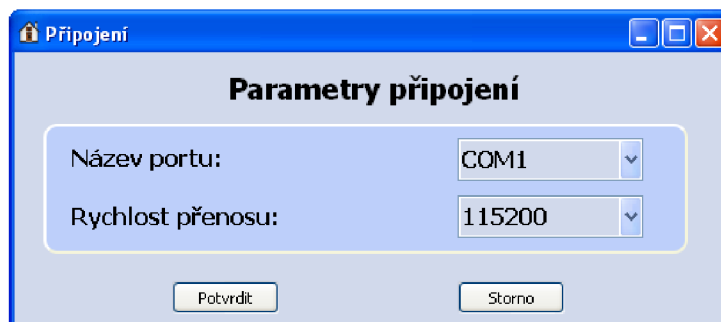 Připojení
Parametry připojení
Název portu: COM1
Rychlost přenosu: 115200
Potvrdit Storno